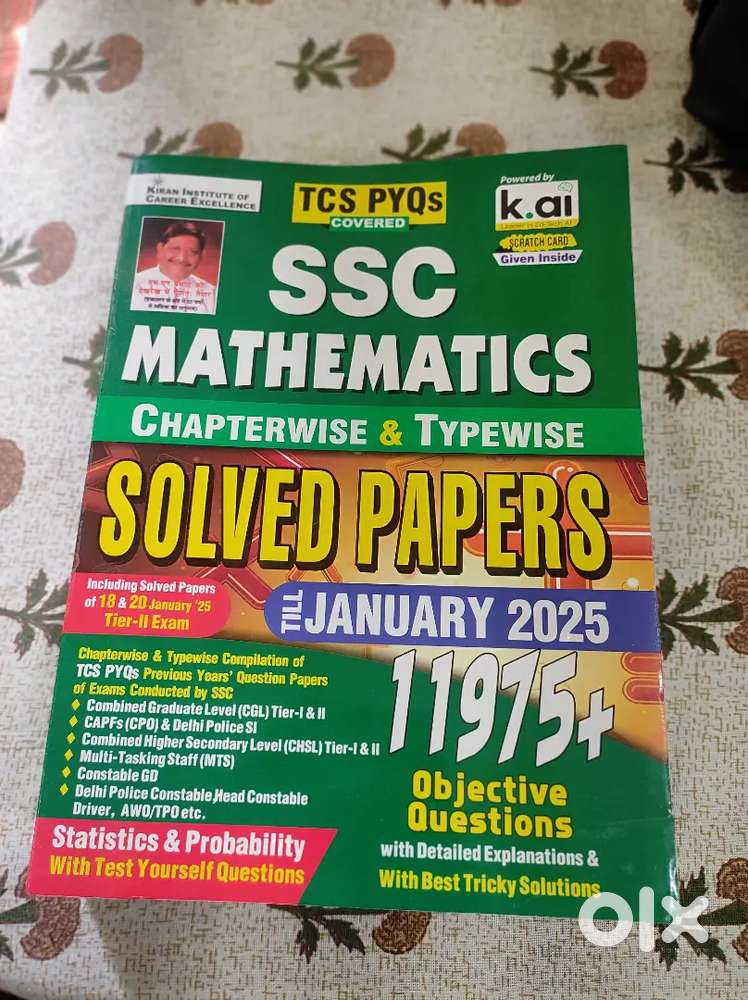 KIRAN INSTITUTE OF
CAREER EXCELLENCE
TCS PYQs
COVERED
Powered by
k.ai
Leader in EdTech AI
SCRATCH CARD
Given Inside
SSC
MATHEMATICS
CHAPTERWISE & TYPEWISE
SOLVED PAPERS
Including Solved Papers
of 18 & 20 January '25
Tier-II Exam
TILL JANUARY 2025
Chapterwise & Typewise Compilation of
TCS PYQs Previous Years' Question Papers
of Exams Conducted by SSC
Combined Graduate Level (CGL) Tier-I & II
CAPFs (CPO) & Delhi Police SI
Combined Higher Secondary Level (CHSL) Tier-I & II
Multi-Tasking Staff (MTS)
Constable GD
Delhi Police Constable,Head Constable
Driver, AWO/TPO etc.
11975+
Objective
Questions
with Detailed Explanations &
With Best Tricky Solutions
Statistics & Probability
With Test Yourself Questions
olx